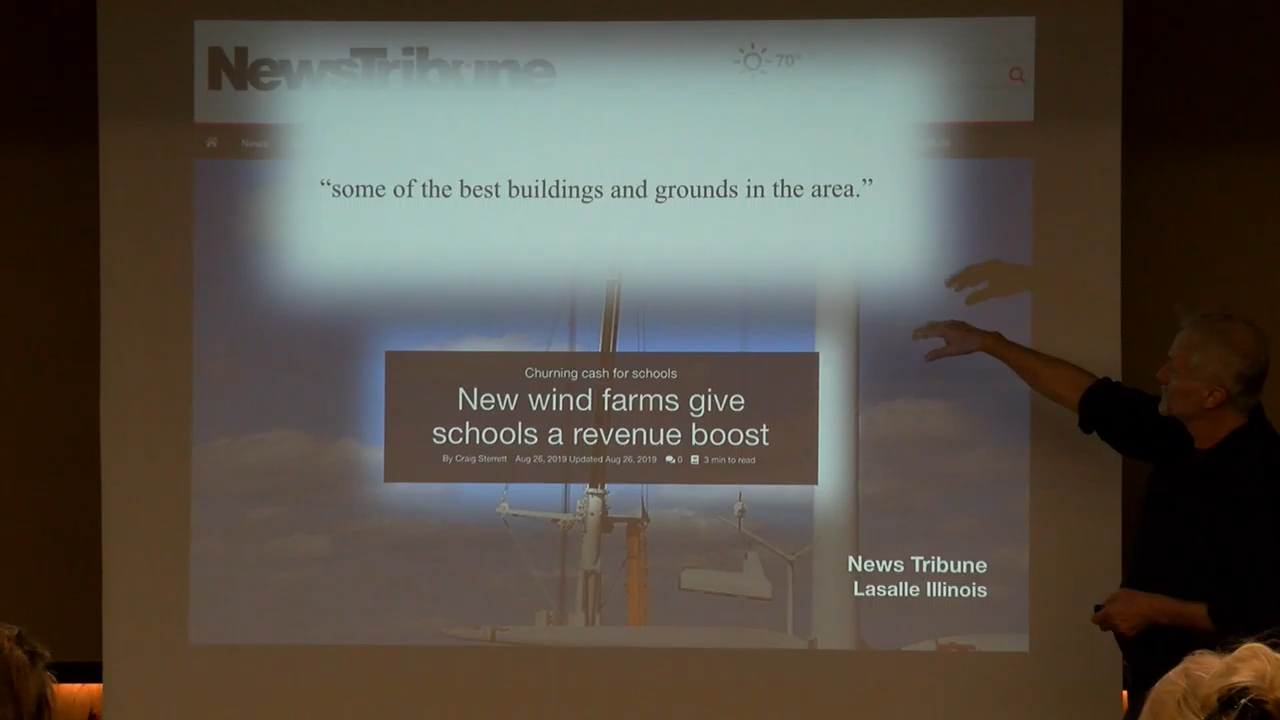 NewsTribune
70°
News
“some of the best buildings and grounds in the area.”
Churning cash for schools
New wind farms give
schools a revenue boost
By Craig Sterrett Aug 26, 2019 Updated Aug 26, 2019 0 3 min to read
News Tribune
Lasalle Illinois